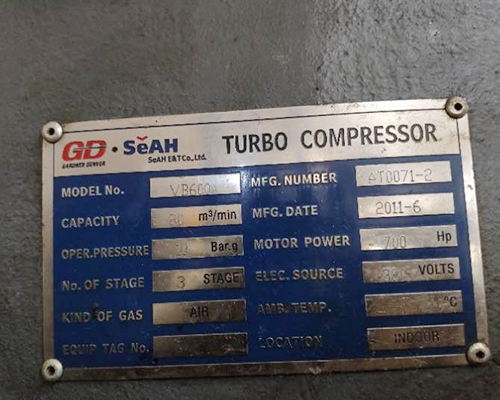 GD · SeAH TURBO COMPRESSOR
GARDNER DENVER SeAH E&T Co., Ltd.
MODEL No. MFG. NUMBER AT0071-2
CAPACITY m³/min MFG. DATE 2011-6
OPER.PRESSURE Bar.g MOTOR POWER 700 Hp
No. OF STAGE 3 STAGE ELEC. SOURCE VOLTS
KIND OF GAS AIR AMB. TEMP. °C
EQUIP TAG No. LOCATION INDOOR